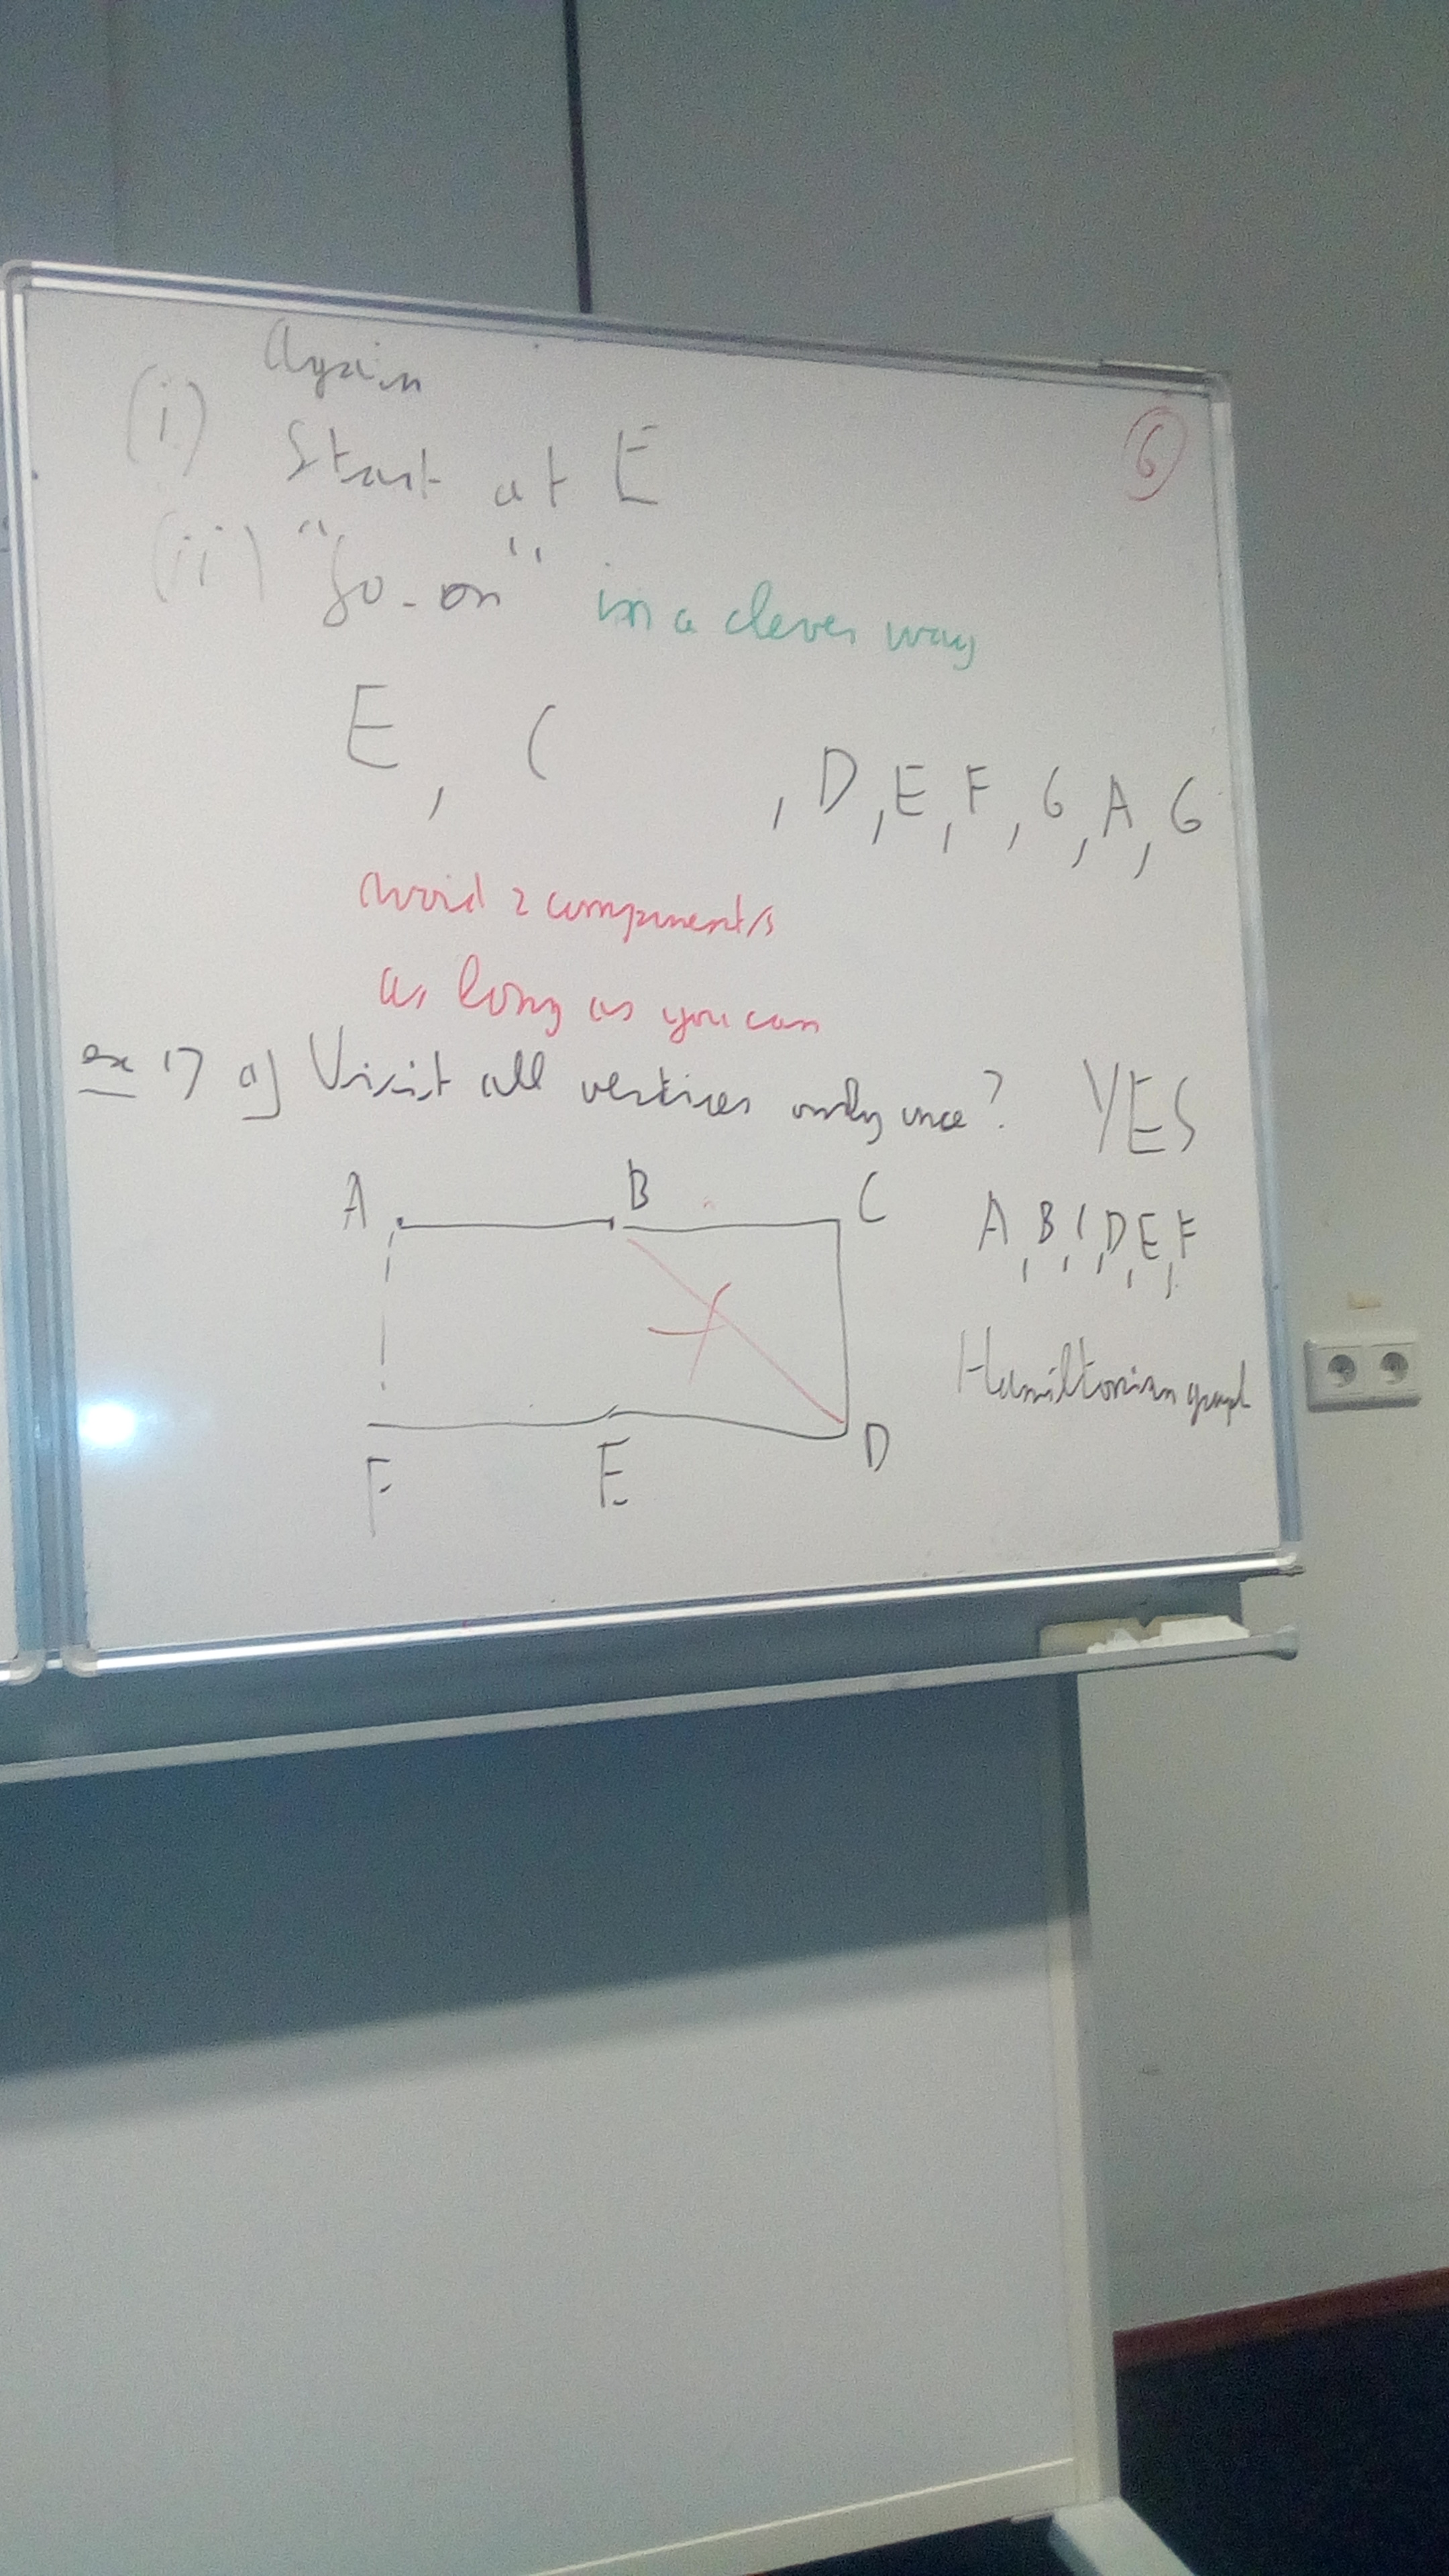 Again
(i) Start at E
6
(ii) "Go-on" in a clever way
E, C , D, E, F, G, A, G
Avoid 2 components
as long as you can
ex 17 a) Visit all vertices only once? YES
A B C
A, B, C, D, E, F
Hamiltonian graph
F E D